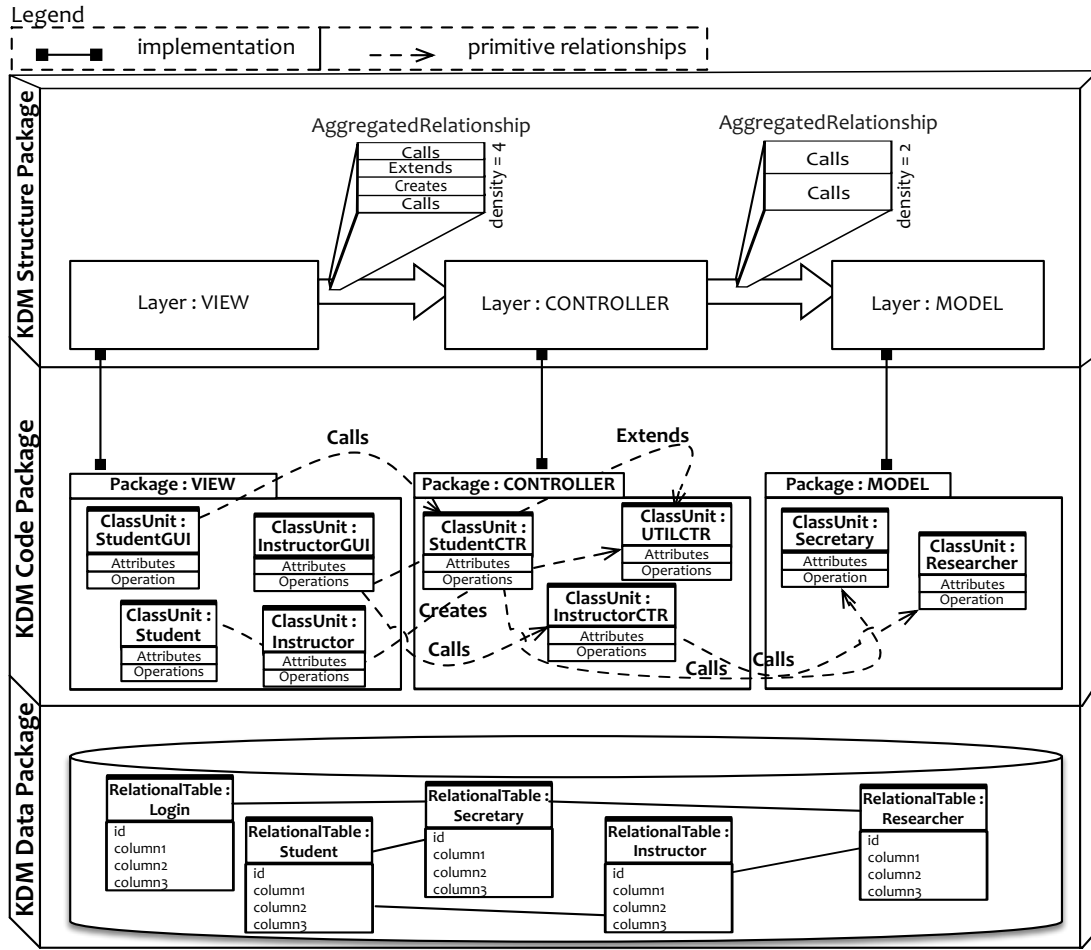 Legend
implementation
primitive relationships
KDM Structure Package
AggregatedRelationship
Calls
Extends
Creates
Calls
density = 4
AggregatedRelationship
Calls
Calls
density = 2
Layer : VIEW
Layer : CONTROLLER
Layer : MODEL
KDM Code Package
Calls
Extends
Package : VIEW
Package : CONTROLLER
Package : MODEL
ClassUnit :
StudentGUI
Attributes
Operation
ClassUnit :
InstructorGUI
Attributes
Operations
ClassUnit :
Student
Attributes
Operations
ClassUnit :
Instructor
Attributes
Operations
ClassUnit :
StudentCTR
Attributes
Operations
ClassUnit :
UTILCTR
Attributes
Operations
Creates
Calls
ClassUnit :
InstructorCTR
Attributes
Operations
Calls
Calls
ClassUnit :
Secretary
Attributes
Operation
ClassUnit :
Researcher
Attributes
Operation
KDM Data Package
RelationalTable :
Login
id
column1
column2
column3
RelationalTable :
Student
id
column1
column2
column3
RelationalTable :
Secretary
id
column1
column2
column3
RelationalTable :
Instructor
id
column1
column2
column3
RelationalTable :
Researcher
id
column1
column2
column3